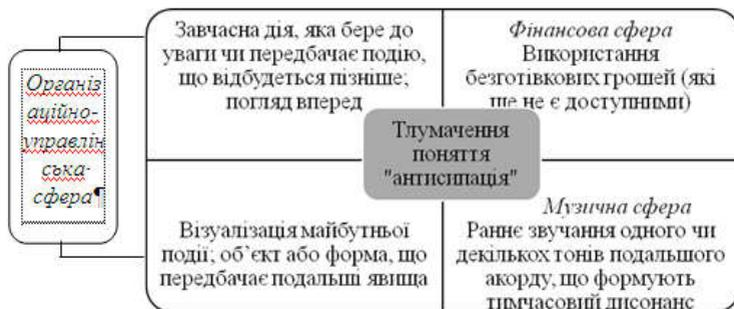 Організ
аційно-
управлін
ська-
сфера¶
Завчасна дія, яка бере до
уваги чи передбачає подію,
що відбудеться пізніше;
погляд вперед
Фінансова сфера
Використання
безготівкових грошей (які
ще не є доступними)
Тлумачення
поняття
"антисипація"
Візуалізація майбутньої
події; об`єкт або форма, що
передбачає подальші явища
Музична сфера
Раннє звучання одного чи
декількох тонів подальшого
акорду, що формують
тимчасовий дисонанс